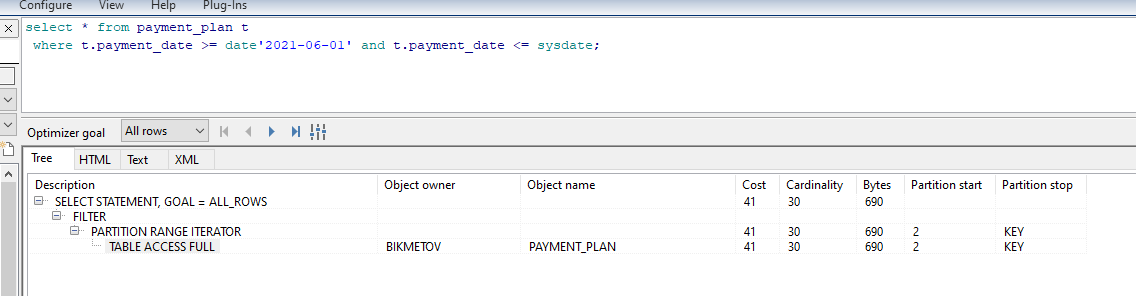 Configure View Help Plug-Ins
select * from payment_plan t
where t.payment_date >= date'2021-06-01' and t.payment_date <= sysdate;
Optimizer goal All rows
Tree HTML Text XML
Description Object owner Object name Cost Cardinality Bytes Partition start Partition stop
SELECT STATEMENT, GOAL = ALL_ROWS 41 30 690
FILTER
PARTITION RANGE ITERATOR 41 30 690 2 KEY
TABLE ACCESS FULL BIKMETOV PAYMENT_PLAN 41 30 690 2 KEY